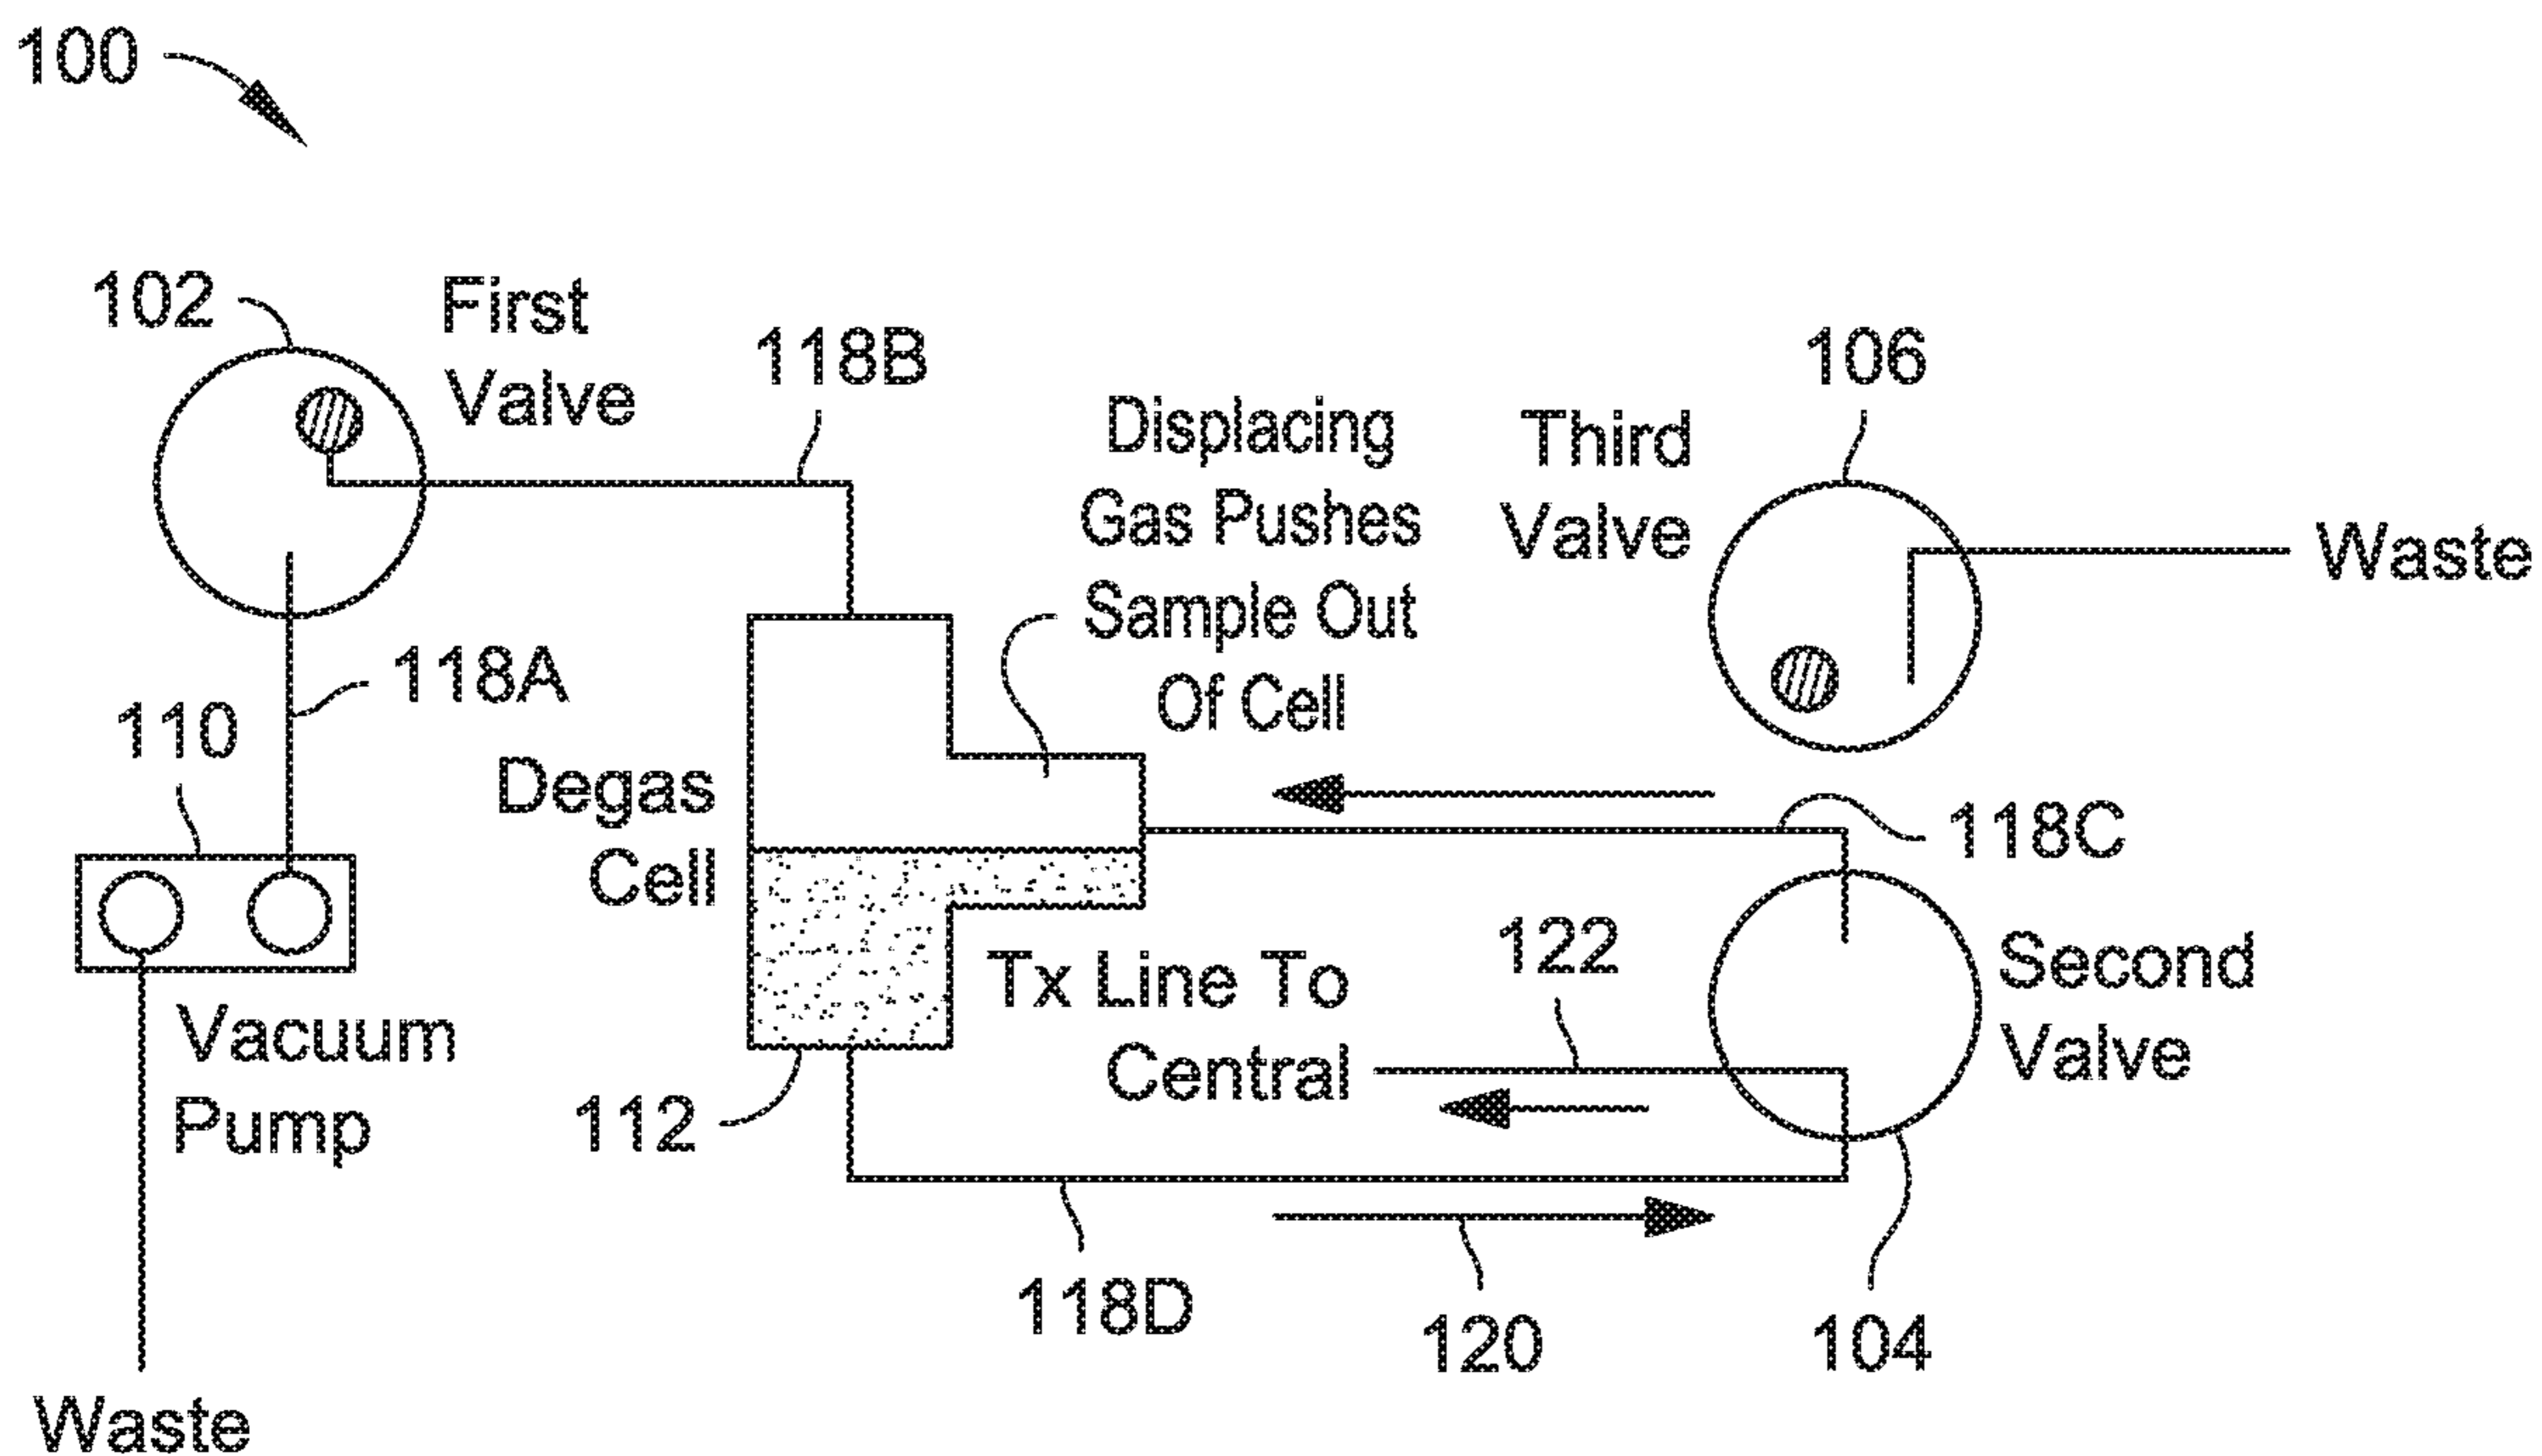 100
102
First
Valve
118B
106
Displacing
Gas Pushes
Sample Out
Of Cell
Third
Valve
Waste
118A
110
Degas
Cell
118C
122
Second
Valve
Tx Line To
Central
Vacuum
Pump
112
118D
120
104
Waste